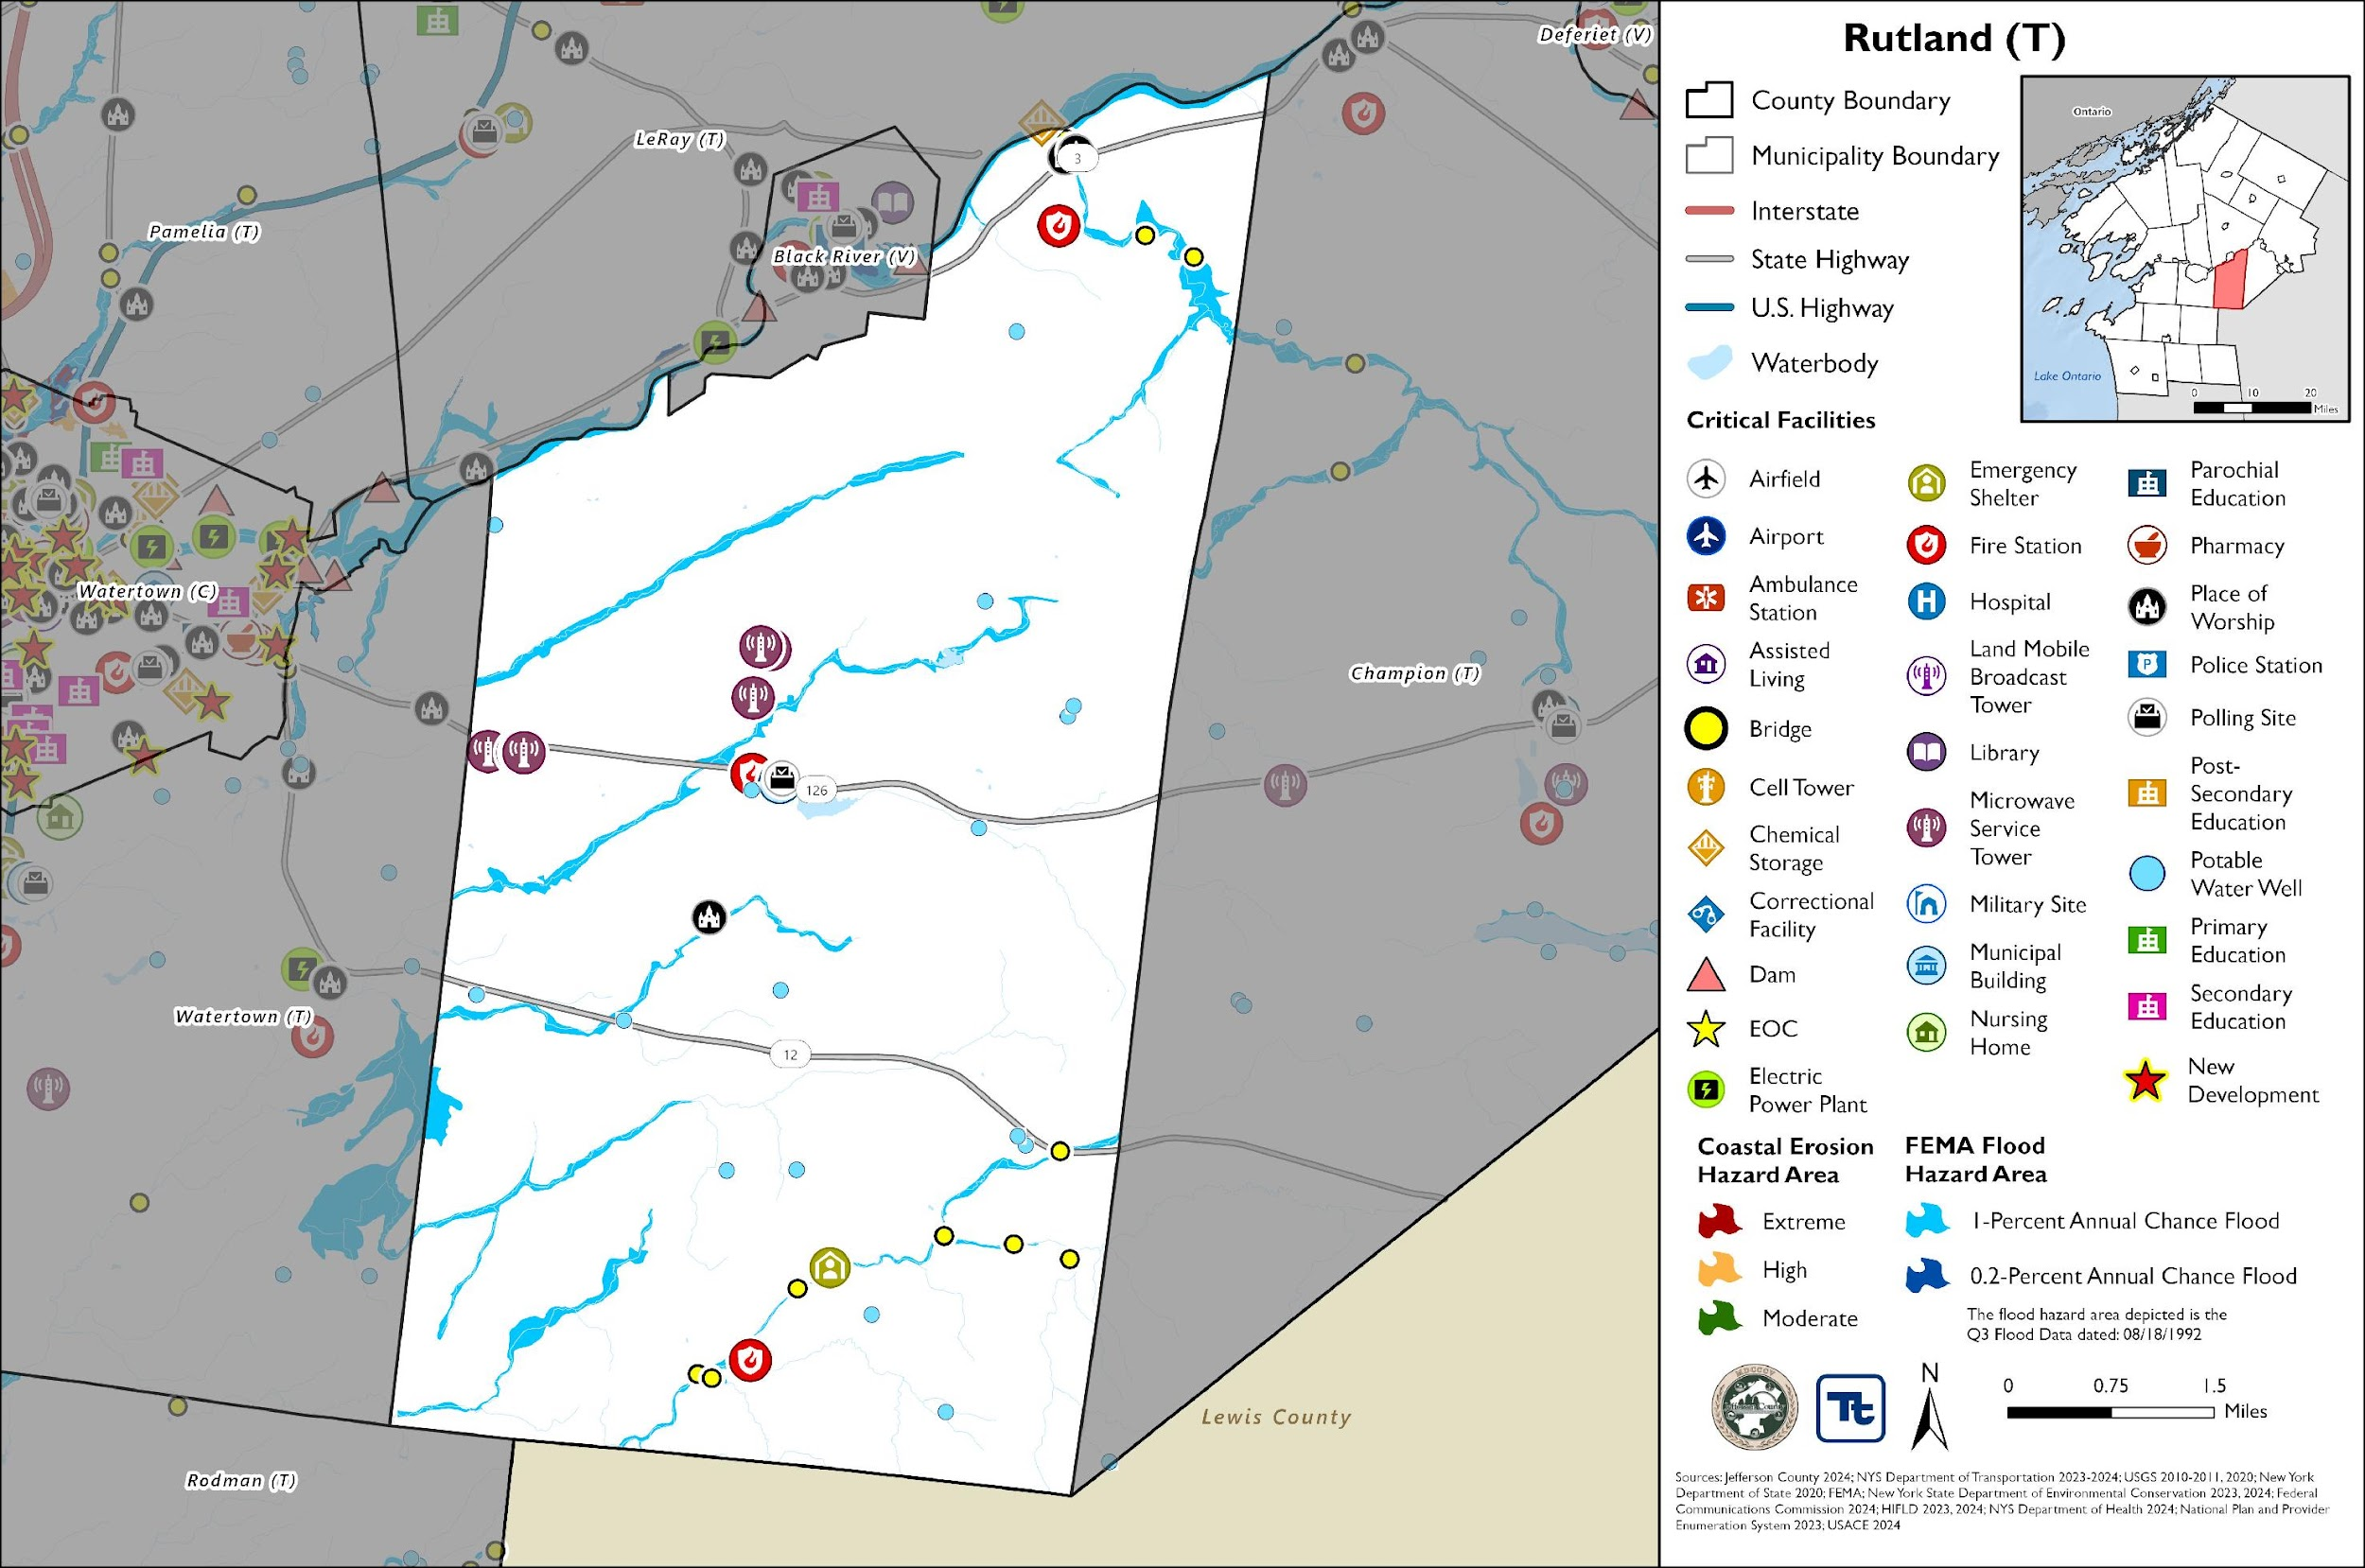 Rutland (T)
County Boundary
Municipality Boundary
Interstate
State Highway
U.S. Highway
Waterbody
Ontario
Lake Ontario
0 10 20
Miles
Critical Facilities
Airfield
Airport
Ambulance
Station
Assisted
Living
Bridge
Cell Tower
Chemical
Storage
Correctional
Facility
Dam
EOC
Electric
Power Plant
Emergency
Shelter
Fire Station
Hospital
Land Mobile
Broadcast
Tower
Library
Microwave
Service
Tower
Military Site
Municipal
Building
Nursing
Home
Parochial
Education
Pharmacy
Place of
Worship
Police Station
Polling Site
Post-
Secondary
Education
Potable
Water Well
Primary
Education
Secondary
Education
New
Development
Coastal Erosion
Hazard Area
Extreme
High
Moderate
FEMA Flood
Hazard Area
1-Percent Annual Chance Flood
0.2-Percent Annual Chance Flood
The flood hazard area depicted is the
Q3 Flood Data dated: 08/18/1992
Tt
N
0 0.75 1.5
Miles
Sources: Jefferson County 2024; NYS Department of Transportation 2023-2024; USGS 2010-2011, 2020; New York
Department of State 2020; FEMA; New York State Department of Environmental Conservation 2023, 2024; Federal
Communications Commission 2024; HIFLD 2023, 2024; NYS Department of Health 2024; National Plan and Provider
Enumeration System 2023; USACE 2024
Deferiet (V)
LeRay (T)
3
Pamelia (T)
Black River (V)
Watertown (C)
Champion (T)
126
Watertown (T)
12
Lewis County
Rodman (T)